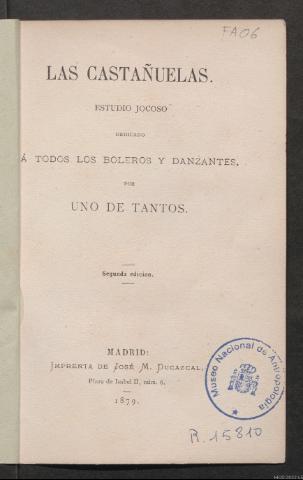 FA06
LAS CASTAÑUELAS.
ESTUDIO JOCOSO
DEDICADO
Á TODOS LOS BOLEROS Y DANZANTES,
POR
UNO DE TANTOS.
Segunda edicion.
MADRID:
IMPRENTA DE JOSÉ M. DUCAZCAL,
Plaza de Isabel II, núm. 6.
1879.
Museo Nacional de Antropología
R. 15810